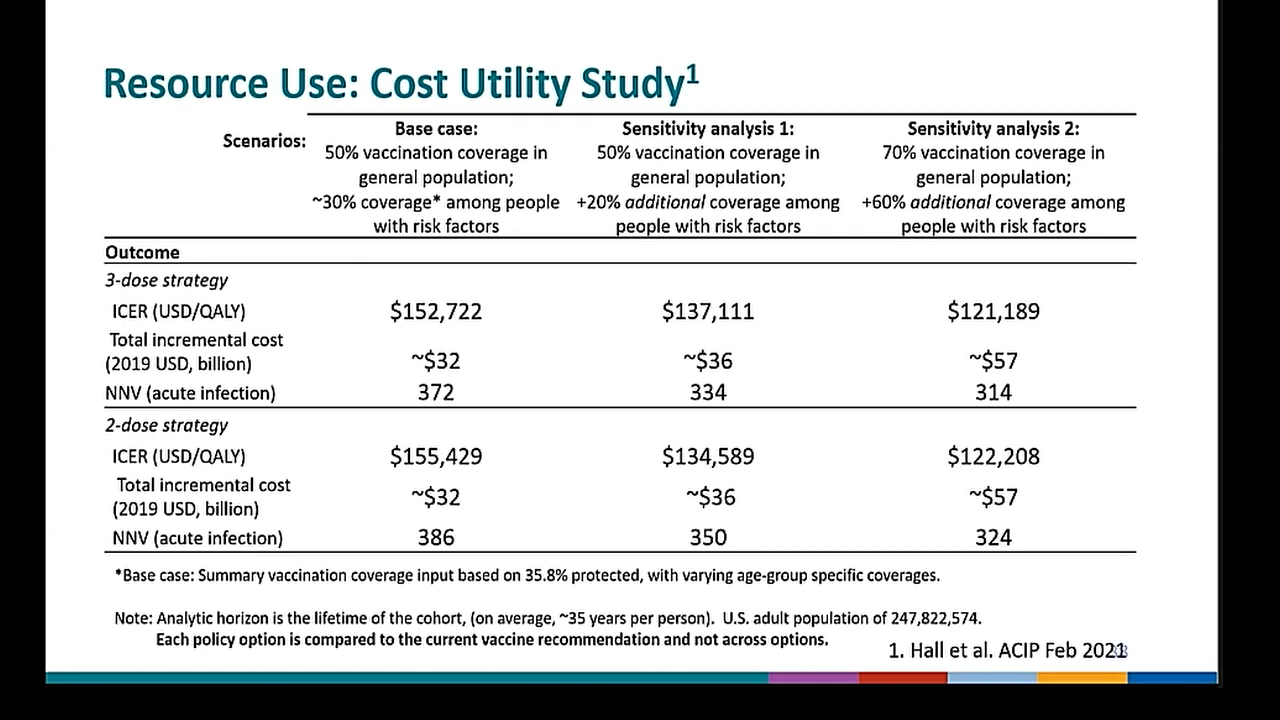 Resource Use: Cost Utility Study1
Scenarios:
Base case:
50% vaccination coverage in
general population;
~30% coverage* among people
with risk factors
Sensitivity analysis 1:
50% vaccination coverage in
general population;
+20% additional coverage among
people with risk factors
Sensitivity analysis 2:
70% vaccination coverage in
general population;
+60% additional coverage among
people with risk factors
Outcome
3-dose strategy
ICER (USD/QALY) $152,722 $137,111 $121,189
Total incremental cost
(2019 USD, billion) ~$32 ~$36 ~$57
NNV (acute infection) 372 334 314
2-dose strategy
ICER (USD/QALY) $155,429 $134,589 $122,208
Total incremental cost
(2019 USD, billion) ~$32 ~$36 ~$57
NNV (acute infection) 386 350 324
*Base case: Summary vaccination coverage input based on 35.8% protected, with varying age-group specific coverages.
Note: Analytic horizon is the lifetime of the cohort, (on average, ~35 years per person). U.S. adult population of 247,822,574.
Each policy option is compared to the current vaccine recommendation and not across options.
1. Hall et al. ACIP Feb 2021